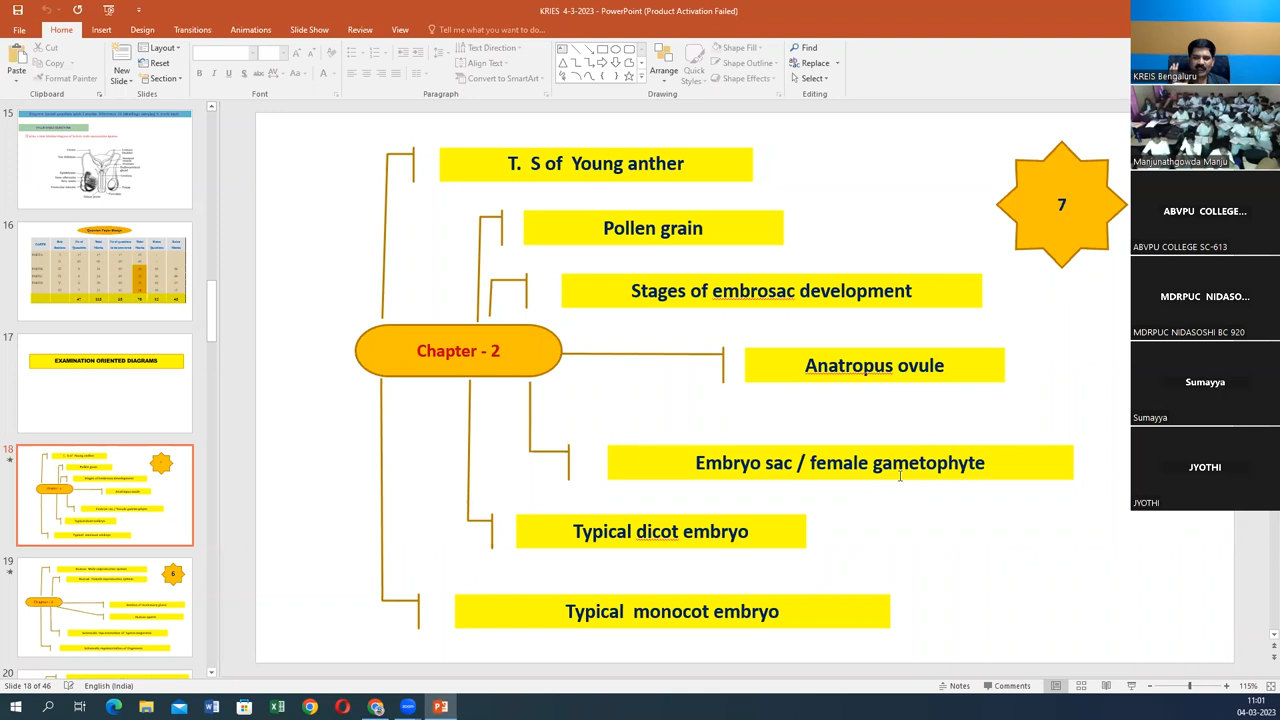 KRIES 4-3-2023 - PowerPoint (Product Activation Failed)
File Home Insert Design Transitions Animations Slide Show Review View Tell me what you want to do...
Paste
Cut
Copy
Format Painter
Clipboard
New Slide
Layout
Reset
Section
Slides
Font
Text Direction
Align Text
Convert to SmartArt
Paragraph
Arrange
Quick Styles
Shape Fill
Shape Outline
Shape Effects
Drawing
Find
Replace
Select
Editing
15
16
17
EXAMINATION ORIENTED DIAGRAMS
18
19
6
20
T. S of Young anther
Pollen grain
Stages of embrosac development
Chapter - 2
Anatropus ovule
Embryo sac / female gametophyte
Typical dicot embryo
Typical monocot embryo
7
KREIS Bengaluru
Manjunathgowda Manju
ABVPU COLLEGE...
ABVPU COLLEGE SC-613
MDRPUC NIDASO...
MDRPUC NIDASOSHI BC 920
Sumayya
Sumayya
JYOTHI
JYOTHI
Slide 18 of 46 English (India) Notes Comments 115%
11:01
04-03-2023